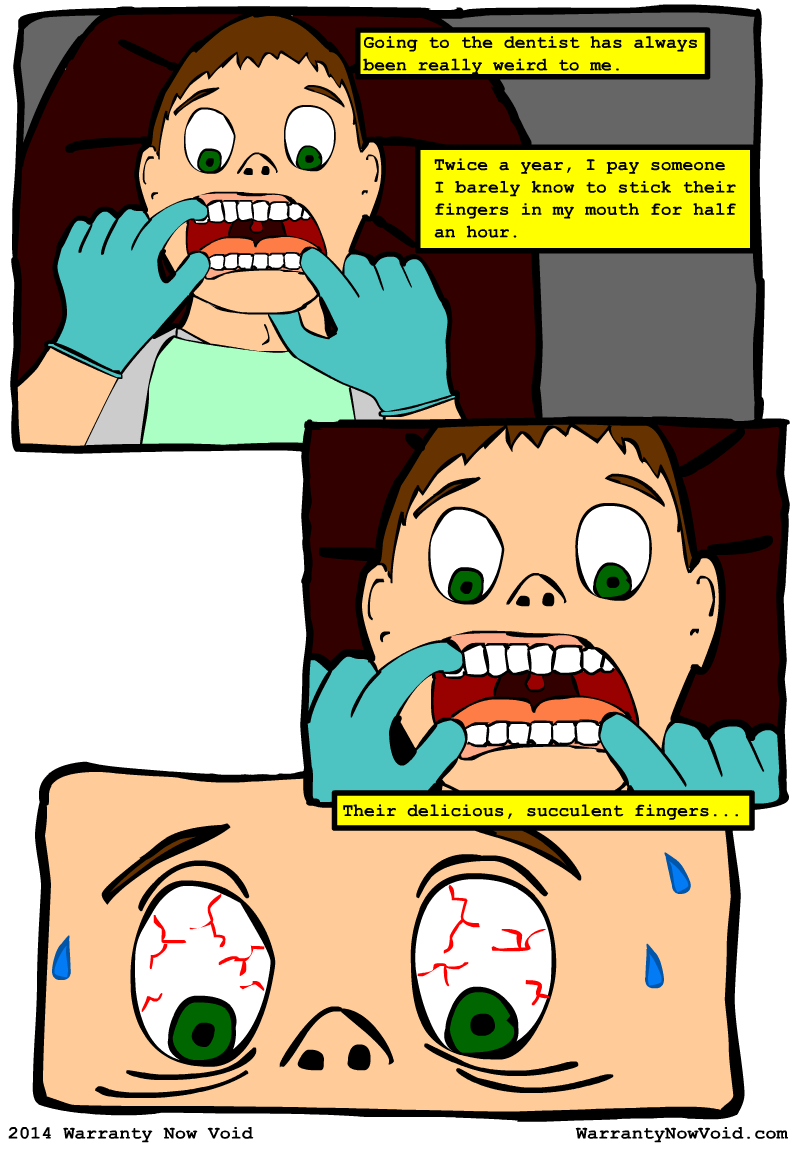 Going to the dentist has always
been really weird to me.
Twice a year, I pay someone
I barely know to stick their
fingers in my mouth for half
an hour.
Their delicious, succulent fingers...
2014 Warranty Now Void
WarrantyNowVoid.com